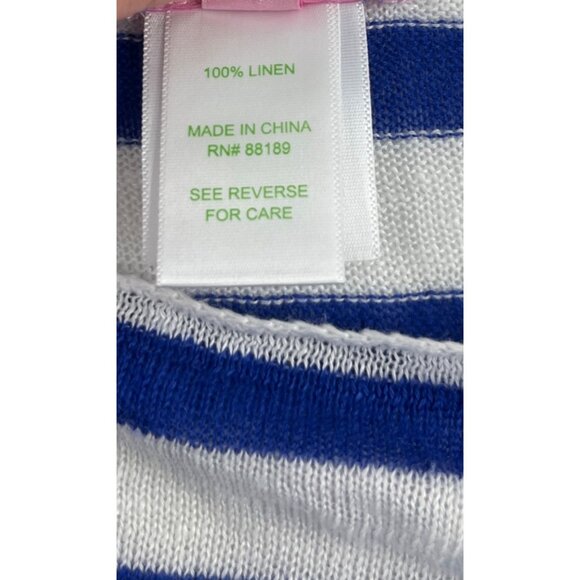 100% LINEN
MADE IN CHINA
RN# 88189
SEE REVERSE
FOR CARE